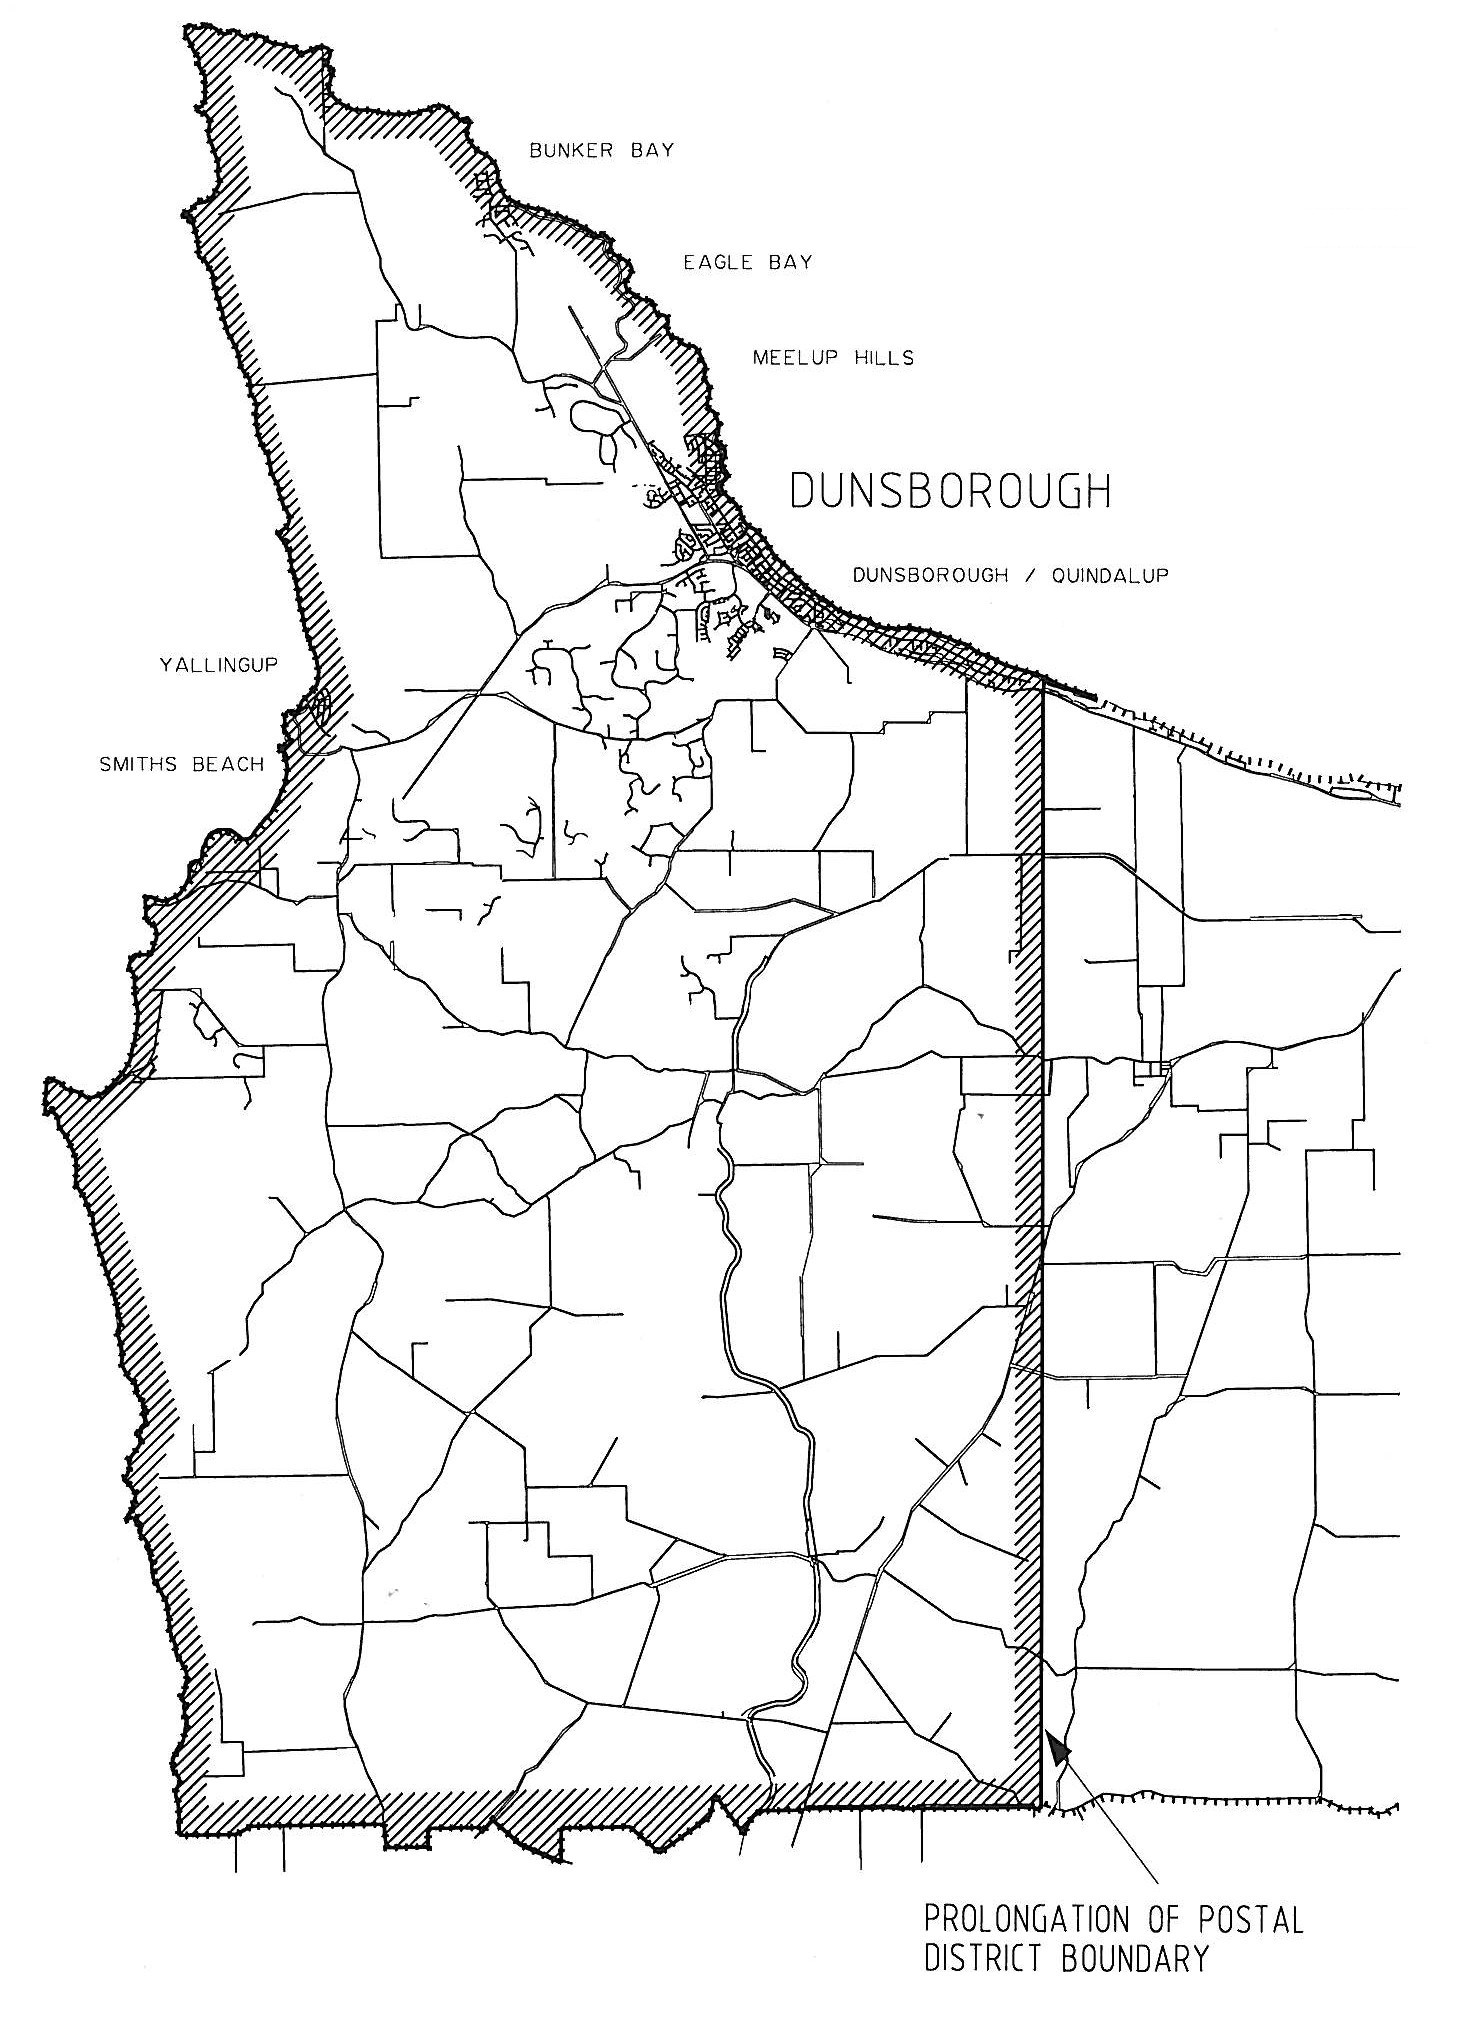 BUNKER BAY
EAGLE BAY
MEELUP HILLS
DUNSBOROUGH
DUNSBOROUGH / QUINDALUP
YALLINGUP
SMITHS BEACH
PROLONGATION OF POSTAL
DISTRICT BOUNDARY